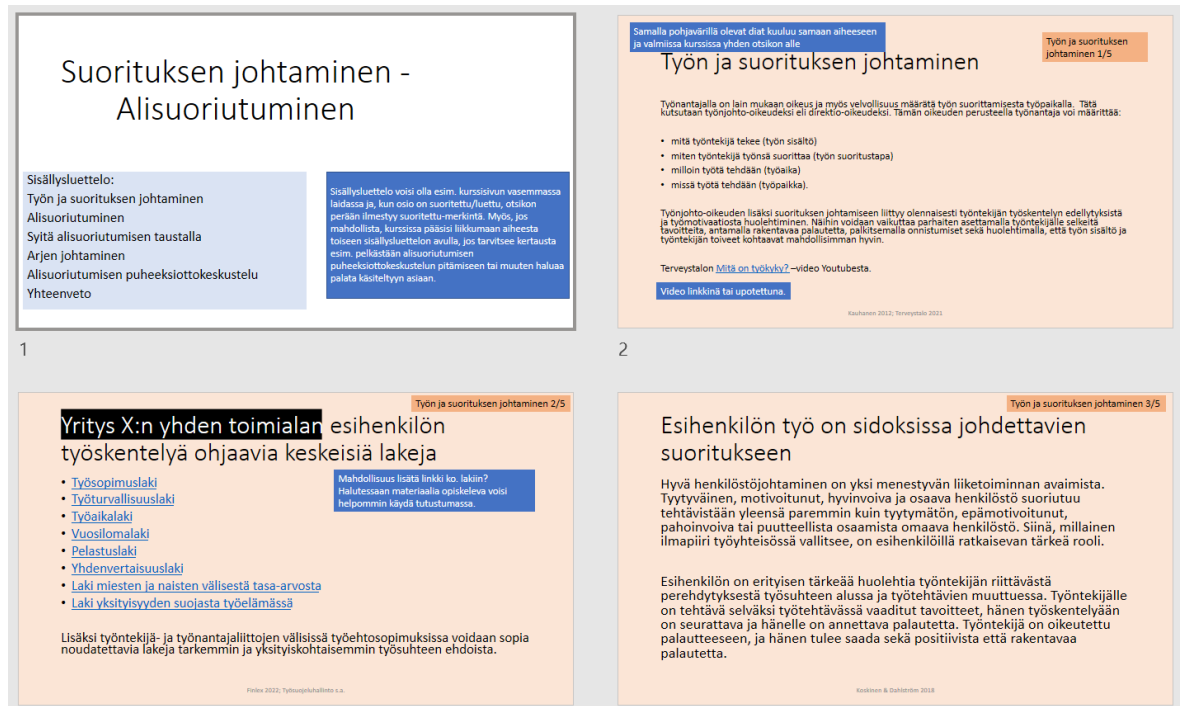 Suorituksen johtaminen -
Alisuoriutuminen
Sisällysluettelo:
Työn ja suorituksen johtaminen
Alisuoriutuminen
Syitä alisuoriutumisen taustalla
Arjen johtaminen
Alisuoriutumisen puheeksiottokeskustelu
Yhteenveto
Sisällysluettelo voisi olla esim. kurssisivun vasemmassa
laidassa ja, kun osio on suoritettu/luettu, otsikon
perään ilmestyy suoritettu-merkintä. Myös, jos
mahdollista, kurssissa pääsisi liikkumaan aiheesta
toiseen sisällysluettelon avulla, jos tarvitsee kertausta
esim. pelkästään alisuoriutumisen
puheeksiottokeskustelun pitämiseen tai muuten haluaa
palata käsiteltyyn asiaan.
1
Samalla pohjavärillä olevat diat kuuluu samaan aiheeseen
ja valmiissa kurssissa yhden otsikon alle
Työn ja suorituksen
johtaminen 1/5
Työn ja suorituksen johtaminen
Työnantajalla on lain mukaan oikeus ja myös velvollisuus määrätä työn suorittamisesta työpaikalla. Tätä
kutsutaan työnjohto-oikeudeksi eli direktio-oikeudeksi. Tämän oikeuden perusteella työnantaja voi määrittää:
• mitä työntekijä tekee (työn sisältö)
• miten työntekijä työnsä suorittaa (työn suoritustapa)
• milloin työtä tehdään (työaika)
• missä työtä tehdään (työpaikka).
Työnjohto-oikeuden lisäksi suorituksen johtamiseen liittyy olennaisesti työntekijän työskentelyn edellytyksistä
ja työmotivaatiosta huolehtiminen. Näihin voidaan vaikuttaa parhaiten asettamalla työntekijälle selkeitä
tavoitteita, antamalla rakentavaa palautetta, palkitsemalla onnistumiset sekä huolehtimalla, että työn sisältö ja
työntekijän toiveet kohtaavat mahdollisimman hyvin.
Terveystalon Mitä on työkyky? –video Youtubesta.
Video linkkinä tai upotettuna.
Kauhanen 2012; Terveystalo 2021
2
Työn ja suorituksen johtaminen 2/5
Yritys X:n yhden toimialan esihenkilön
työskentelyä ohjaavia keskeisiä lakeja
• Työsopimuslaki
• Työturvallisuuslaki
• Työaikalaki
• Vuosilomalaki
• Pelastuslaki
• Yhdenvertaisuuslaki
• Laki miesten ja naisten välisestä tasa-arvosta
• Laki yksityisyyden suojasta työelämässä
Mahdollisuus lisätä linkki ko. lakiin?
Halutessaan materiaalia opiskeleva voisi
helpommin käydä tutustumassa.
Lisäksi työntekijä- ja työnantajaliittojen välisissä työehtosopimuksissa voidaan sopia
noudatettavia lakeja tarkemmin ja yksityiskohtaisemmin työsuhteen ehdoista.
Finlex 2022; Työsuojeluhallinto s.a.
Työn ja suorituksen johtaminen 3/5
Esihenkilön työ on sidoksissa johdettavien
suoritukseen
Hyvä henkilöstöjohtaminen on yksi menestyvän liiketoiminnan avaimista.
Tyytyväinen, motivoitunut, hyvinvoiva ja osaava henkilöstö suoriutuu
tehtävistään yleensä paremmin kuin tyytymätön, epämotivoitunut,
pahoinvoiva tai puutteellista osaamista omaava henkilöstö. Siinä, millainen
ilmapiiri työyhteisössä vallitsee, on esihenkilöillä ratkaisevan tärkeä rooli.
Esihenkilön on erityisen tärkeää huolehtia työntekijän riittävästä
perehdytyksestä työsuhteen alussa ja työtehtävien muuttuessa. Työntekijälle
on tehtävä selväksi työtehtävässä vaaditut tavoitteet, hänen työskentelyään
on seurattava ja hänelle on annettava palautetta. Työntekijä on oikeutettu
palautteeseen, ja hänen tulee saada sekä positiivista että rakentavaa
palautetta.
Koskinen & Dahlström 2018